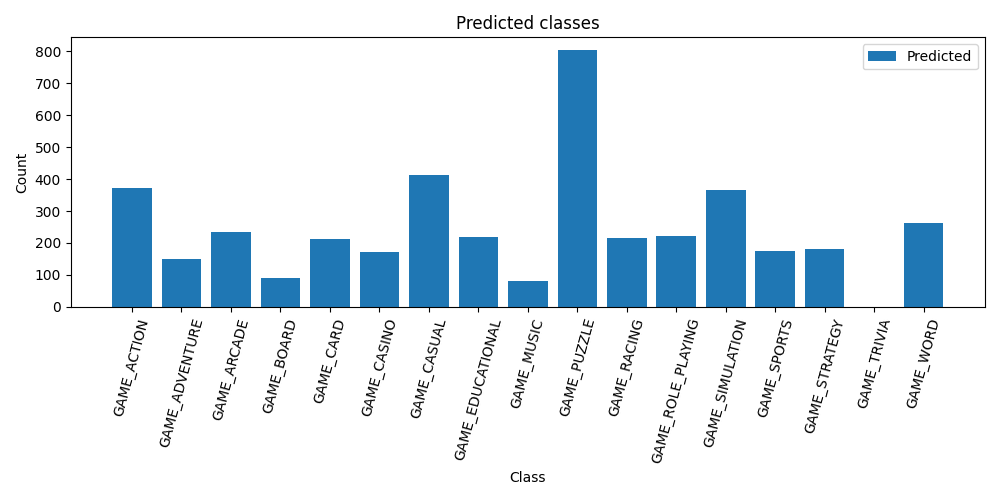 Predicted classes
Predicted
Count
800
700
600
500
400
300
200
100
0
GAME_ACTION
GAME_ADVENTURE
GAME_ARCADE
GAME_BOARD
GAME_CARD
GAME_CASINO
GAME_CASUAL
GAME_EDUCATIONAL
GAME_MUSIC
GAME_PUZZLE
GAME_RACING
GAME_ROLE_PLAYING
GAME_SIMULATION
GAME_SPORTS
GAME_STRATEGY
GAME_TRIVIA
GAME_WORD
Class